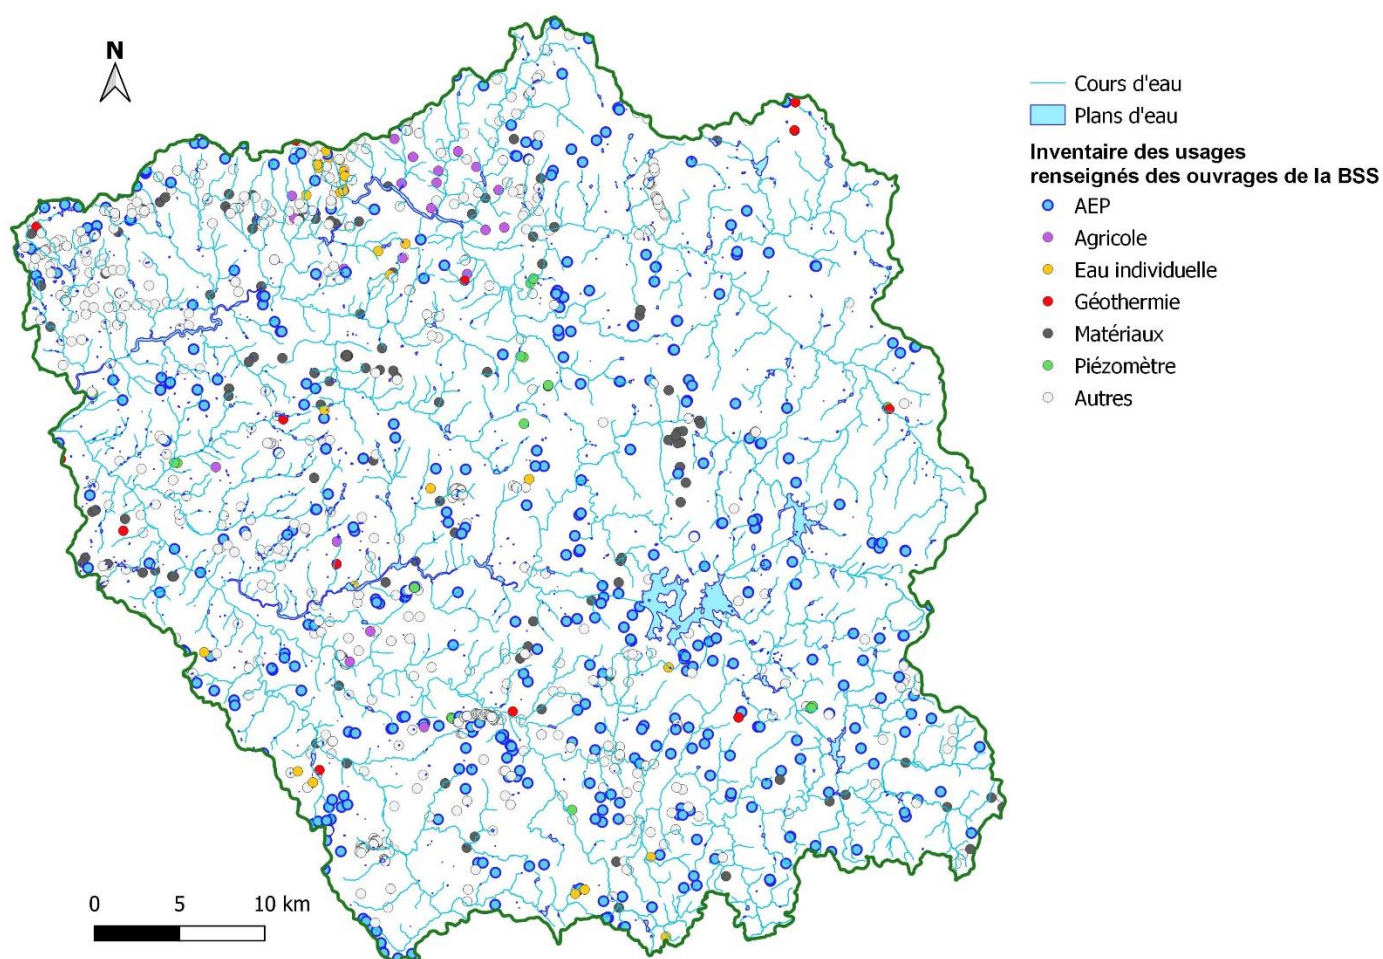 N
Cours d'eau
Plans d'eau
Inventaire des usages
renseignés des ouvrages de la BSS
AEP
Agricole
Eau individuelle
Géothermie
Matériaux
Piézomètre
Autres
0 5 10 km